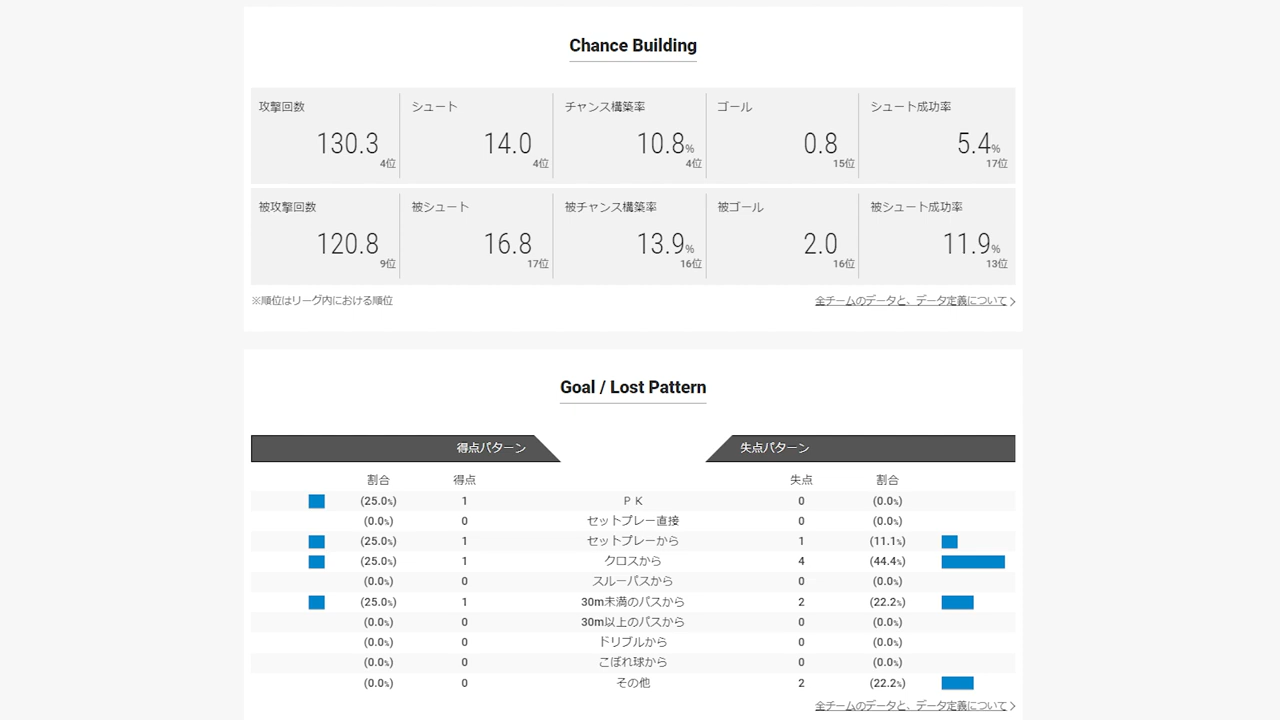 Chance Building
攻撃回数 シュート チャンス構築率 ゴール シュート成功率
130.3 14.0 10.8% 0.8 5.4%
4位 4位 4位 15位 17位
被攻撃回数 被シュート 被チャンス構築率 被ゴール 被シュート成功率
120.8 16.8 13.9% 2.0 11.9%
9位 17位 16位 16位 13位
※順位はリーグ内における順位 全チームのデータと、データ定義について
Goal / Lost Pattern
得点パターン 失点パターン
割合 得点 失点 割合
(25.0%) 1 ＰＫ 0 (0.0%)
(0.0%) 0 セットプレー直接 0 (0.0%)
(25.0%) 1 セットプレーから 1 (11.1%)
(25.0%) 1 クロスから 4 (44.4%)
(0.0%) 0 スルーパスから 0 (0.0%)
(25.0%) 1 30m未満のパスから 2 (22.2%)
(0.0%) 0 30m以上のパスから 0 (0.0%)
(0.0%) 0 ドリブルから 0 (0.0%)
(0.0%) 0 こぼれ球から 0 (0.0%)
(0.0%) 0 その他 2 (22.2%)
全チームのデータと、データ定義について